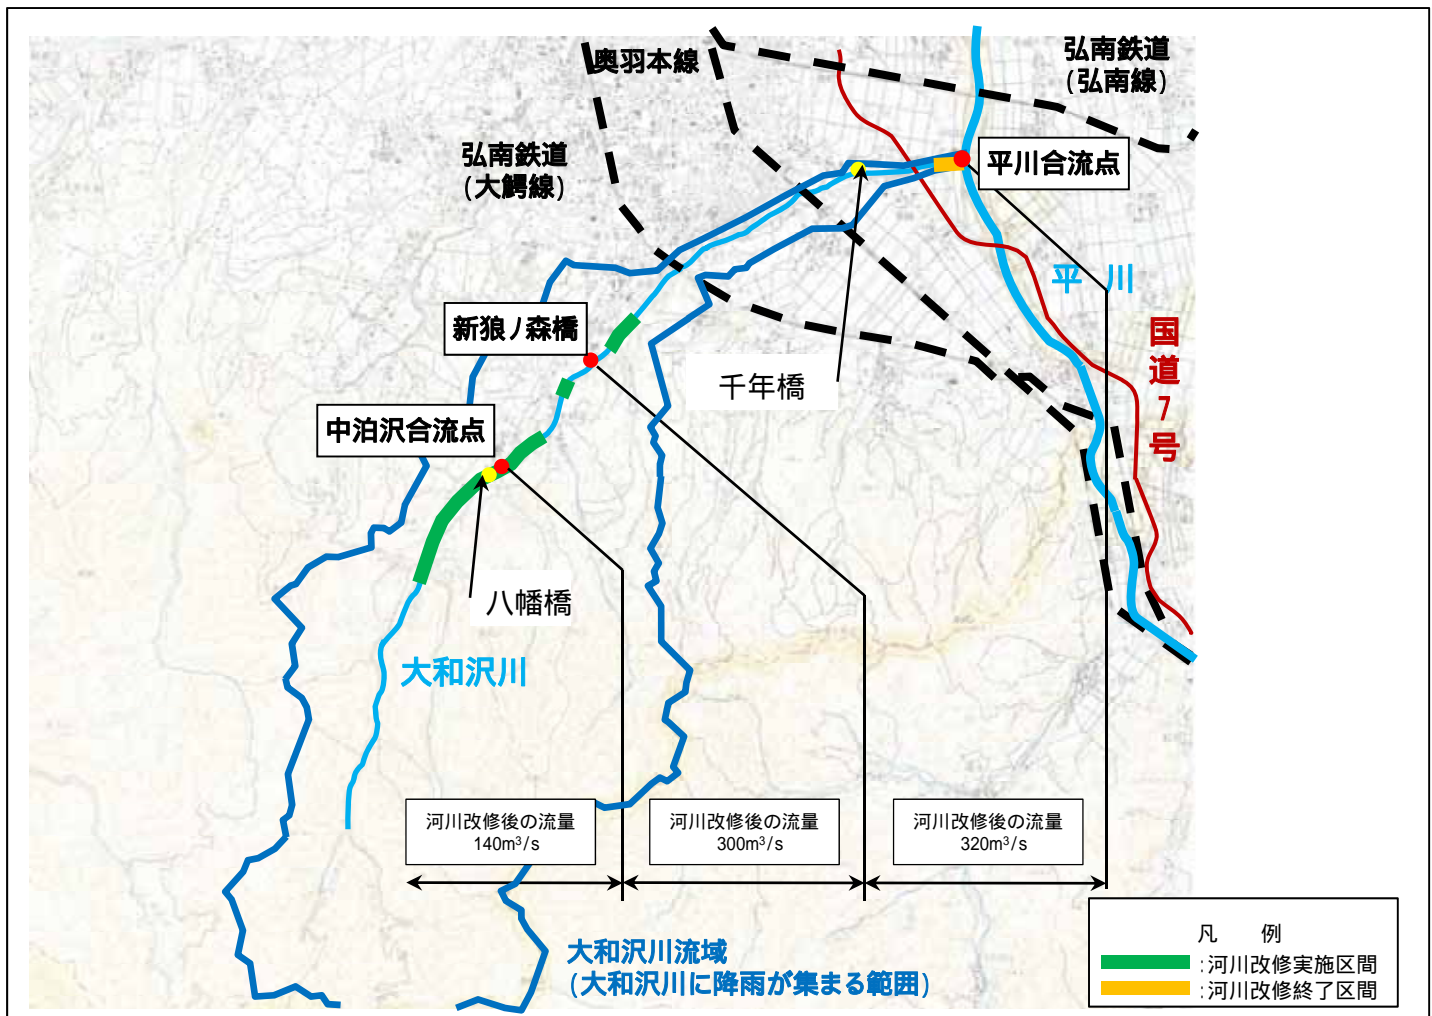 奥羽本線
弘南鉄道
(弘南線)
弘南鉄道
(大鰐線)
平川合流点
平川
新狼ノ森橋
国道7号
千年橋
中泊沢合流点
八幡橋
大和沢川
河川改修後の流量
140m³/s
河川改修後の流量
300m³/s
河川改修後の流量
320m³/s
大和沢川流域
(大和沢川に降雨が集まる範囲)
凡 例
:河川改修実施区間
:河川改修終了区間